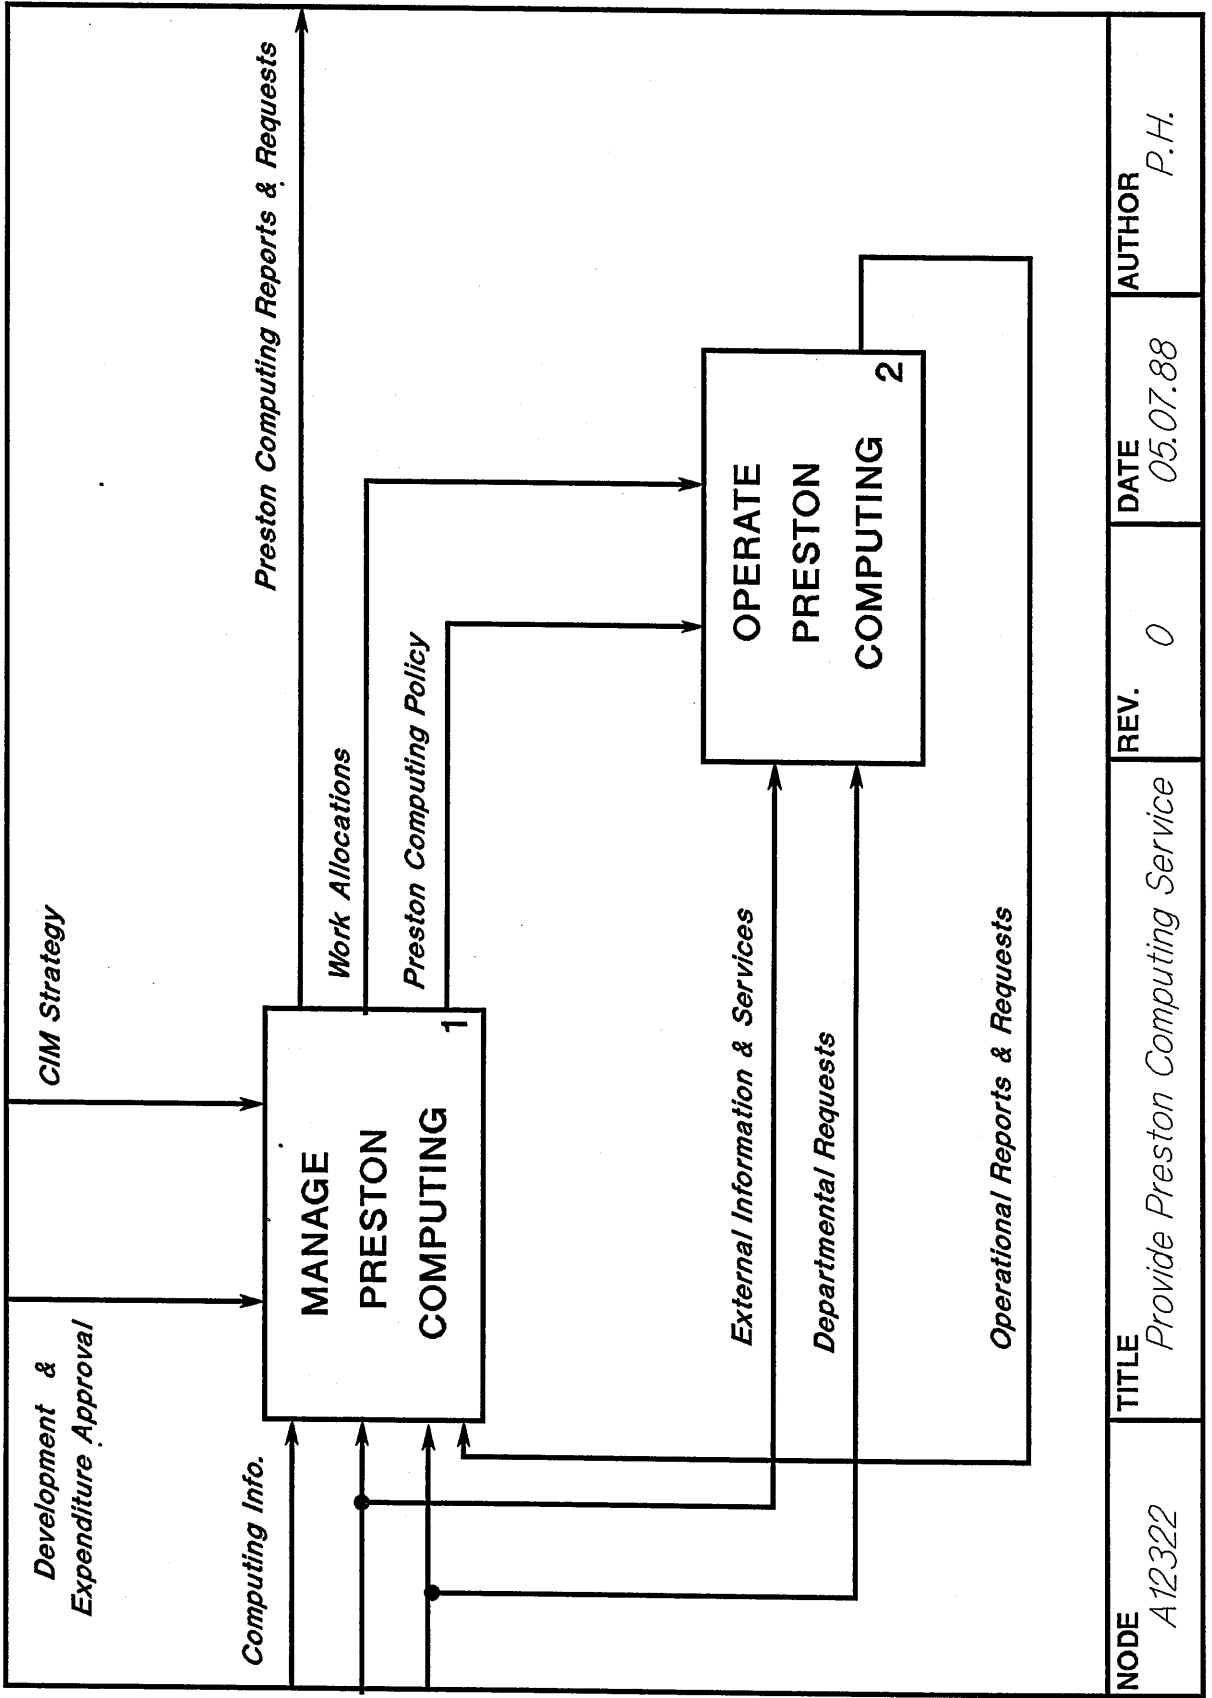 Development &
Expenditure Approval
CIM Strategy
Computing Info.
Preston Computing Reports & Requests
Work Allocations
Preston Computing Policy
MANAGE
PRESTON
COMPUTING
1
OPERATE
PRESTON
COMPUTING
2
External Information & Services
Departmental Requests
Operational Reports & Requests
NODE
A12322
TITLE
Provide Preston Computing Service
REV.
0
DATE
05.07.88
AUTHOR
P.H.